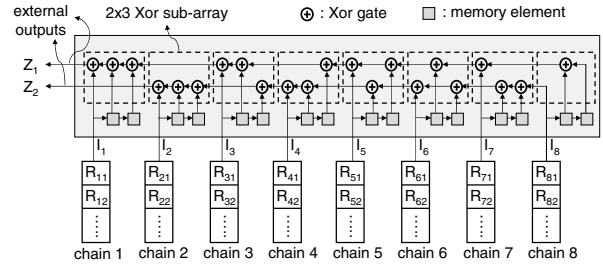 external outputs
2x3 Xor sub-array
: Xor gate
: memory element
Z1
Z2
I1 I2 I3 I4 I5 I6 I7 I8
R11 R21 R31 R41 R51 R61 R71 R81
R12 R22 R32 R42 R52 R62 R72 R82
chain 1 chain 2 chain 3 chain 4 chain 5 chain 6 chain 7 chain 8